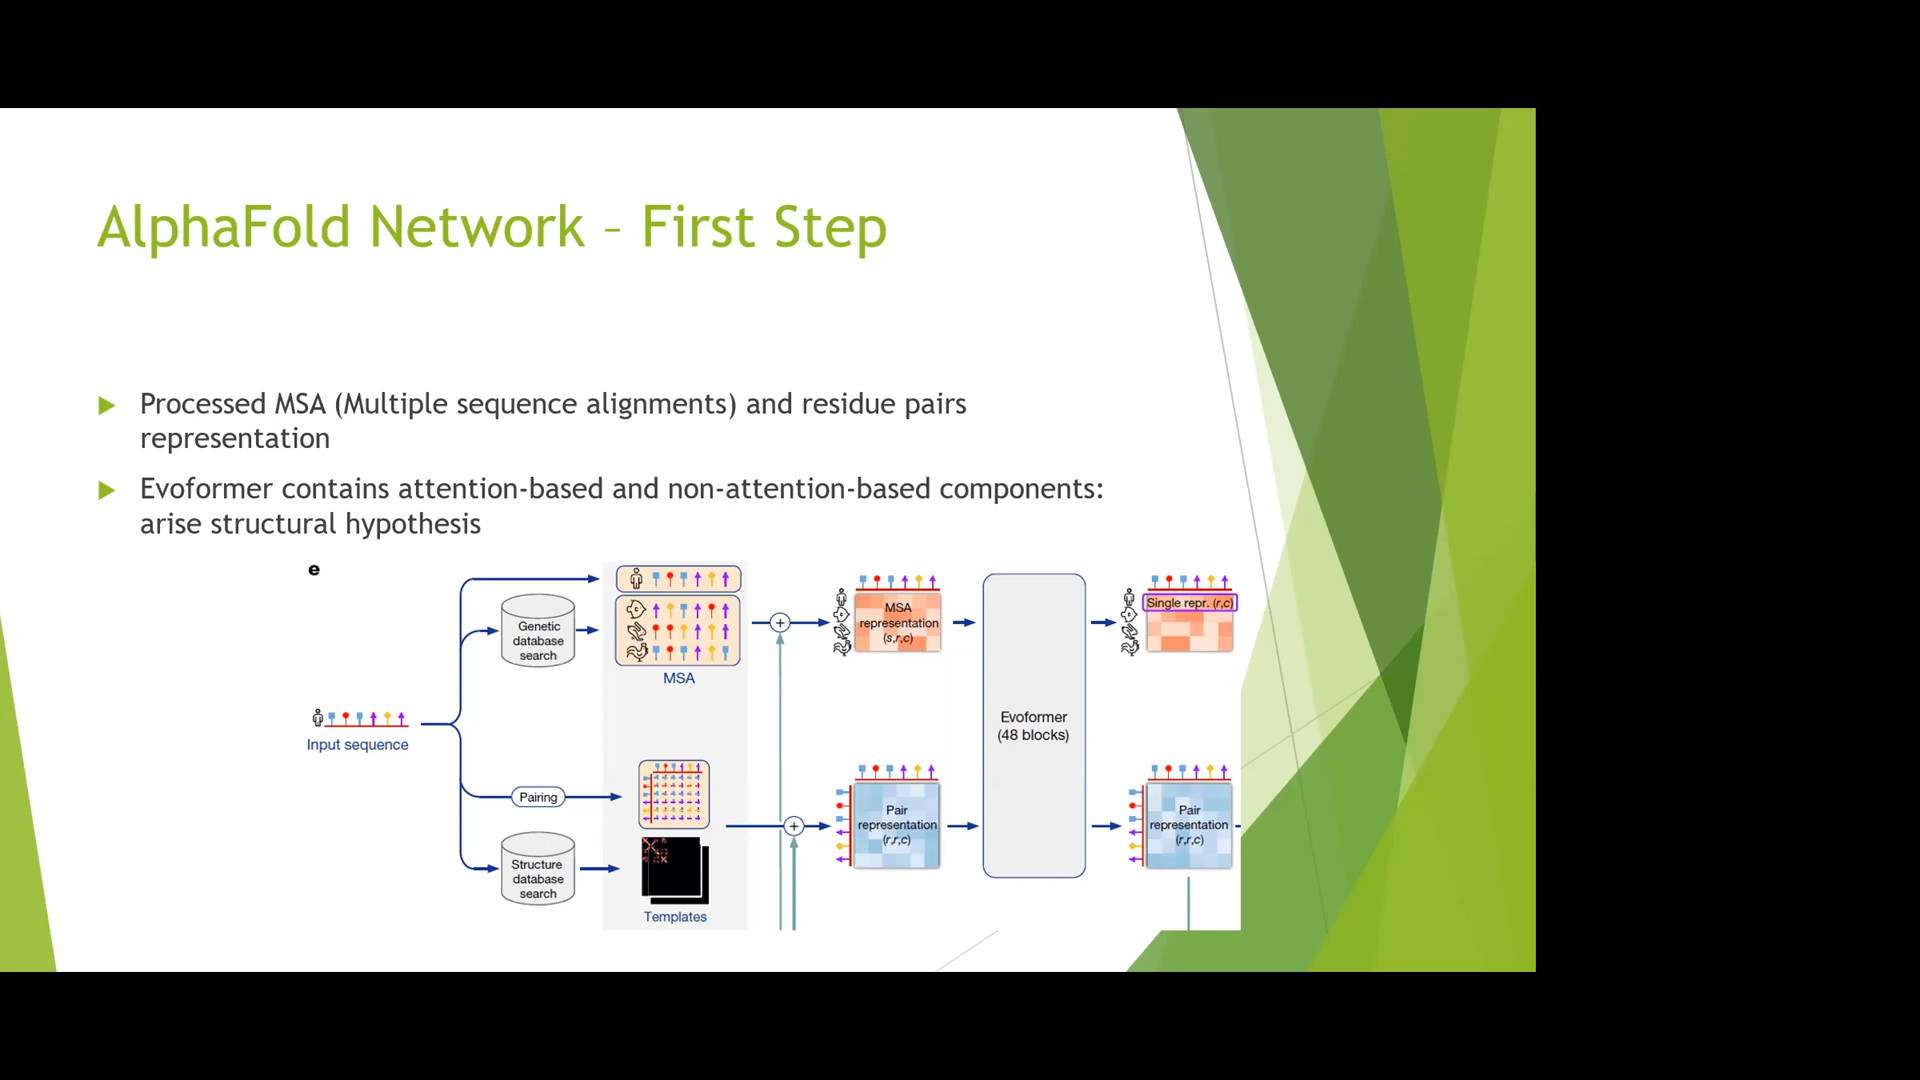 AlphaFold Network – First Step
Processed MSA (Multiple sequence alignments) and residue pairs
representation
Evoformer contains attention-based and non-attention-based components:
arise structural hypothesis
e
Input sequence
Genetic
database
search
MSA
Pairing
Structure
database
search
Templates
+
+
MSA
representation
(s,r,c)
Pair
representation
(r,r,c)
Evoformer
(48 blocks)
Single repr. (r,c)
Pair
representation
(r,r,c)